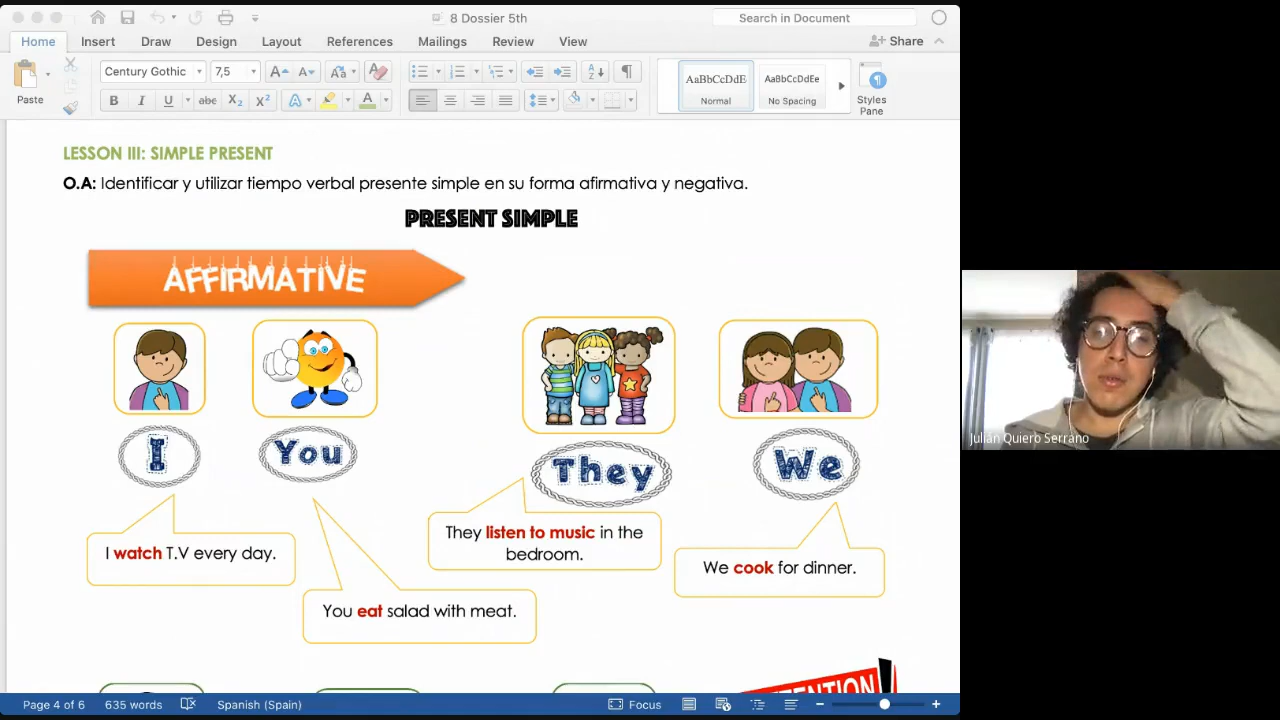 8 Dossier 5th
Search in Document
Home
Insert
Draw
Design
Layout
References
Mailings
Review
View
Share
Paste
Century Gothic
7,5
AaBbCcDdE
Normal
AaBbCcDdEe
No Spacing
Styles
Pane
LESSON III: SIMPLE PRESENT
O.A: Identificar y utilizar tiempo verbal presente simple en su forma afirmativa y negativa.
PRESENT SIMPLE
AFFIRMATIVE
I
You
They
We
I watch T.V every day.
You eat salad with meat.
They listen to music in the
bedroom.
We cook for dinner.
Julián Quiero Serrano
Page 4 of 6
635 words
Spanish (Spain)
Focus